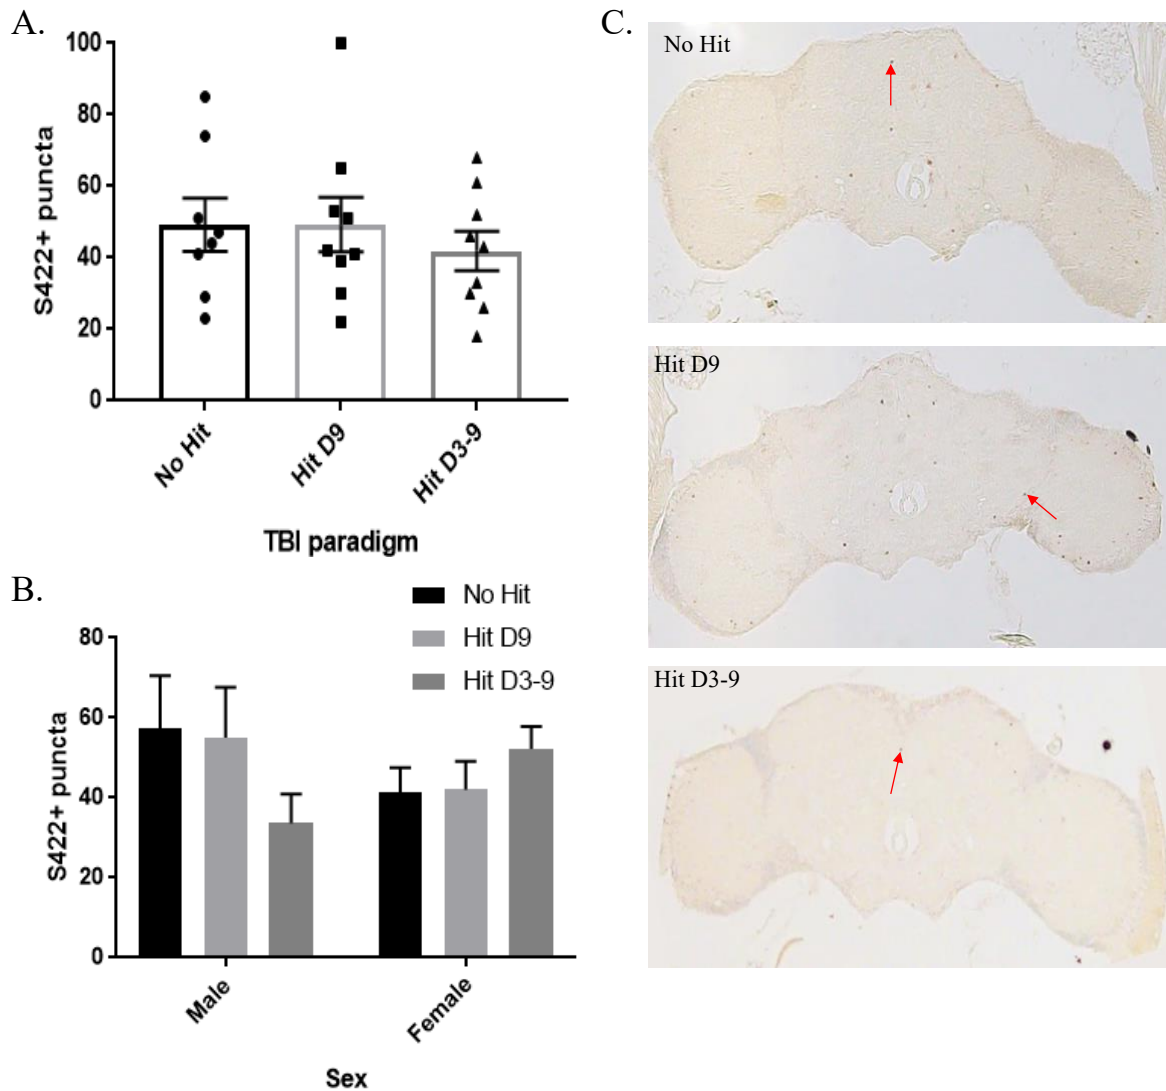 A.
100
80
60
40
20
0
S422+ puncta
No Hit
Hit D9
Hit D3-9
TBI paradigm
B.
No Hit
Hit D9
Hit D3-9
80
60
40
20
0
S422+ puncta
Male
Female
Sex
C.
No Hit
Hit D9
Hit D3-9